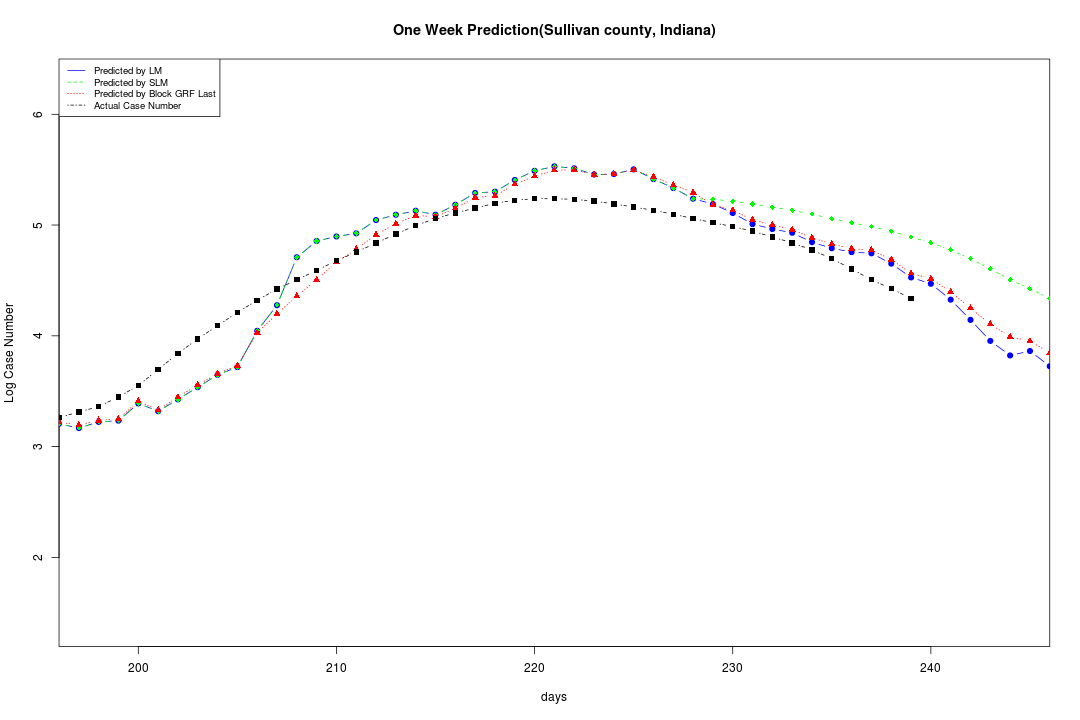 One Week Prediction(Sullivan county, Indiana)
Predicted by LM
Predicted by SLM
Predicted by Block GRF Last
Actual Case Number
Log Case Number
6
5
4
3
2
200 210 220 230 240
days